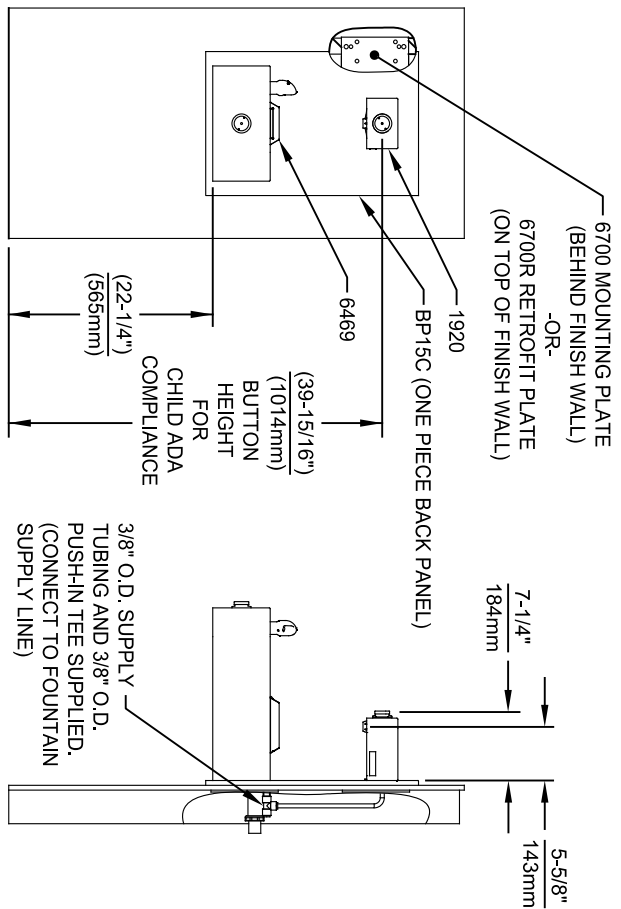 6700 MOUNTING PLATE
(BEHIND FINISH WALL)
-OR-
6700R RETROFIT PLATE
(ON TOP OF FINISH WALL)
1920
BP15C (ONE PIECE BACK PANEL)
6469
(22-1/4")
(565mm)
(39-15/16")
(1014mm)
BUTTON
HEIGHT
FOR
CHILD ADA
COMPLIANCE
7-1/4"
184mm
5-5/8"
143mm
3/8" O.D. SUPPLY
TUBING AND 3/8" O.D.
PUSH-IN TEE SUPPLIED.
(CONNECT TO FOUNTAIN
SUPPLY LINE)